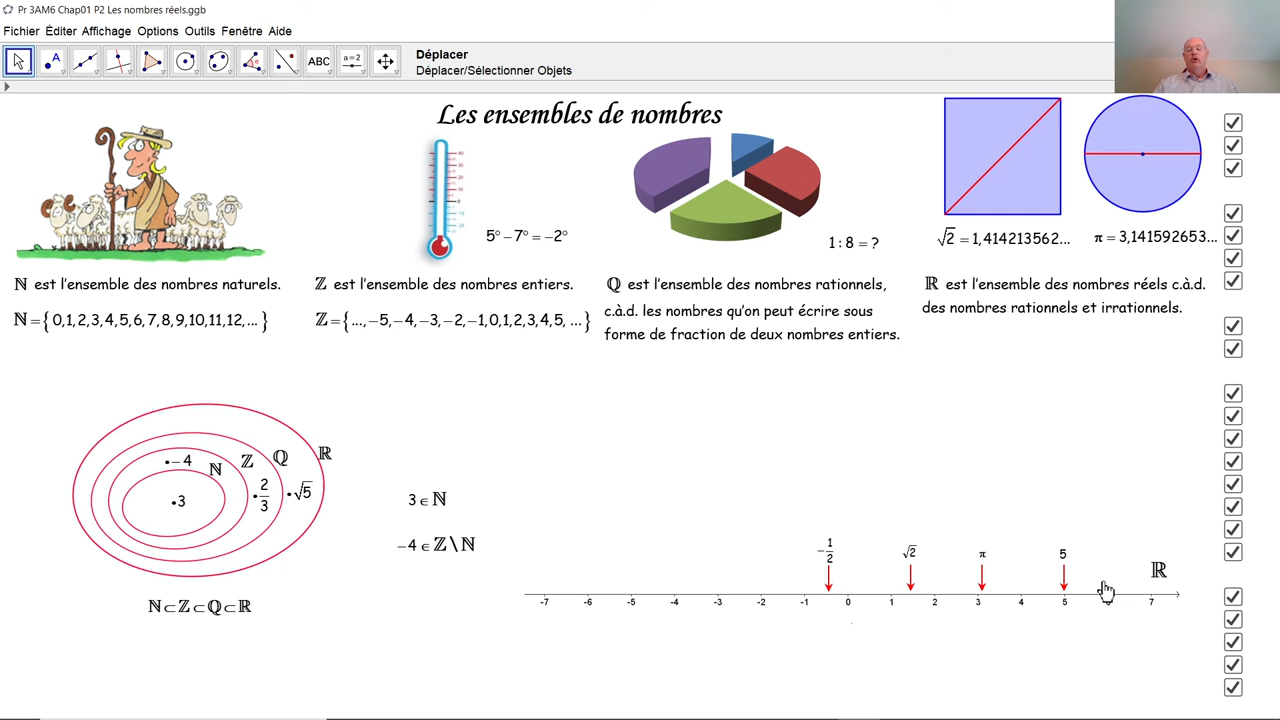 Pr 3AM6 Chap01 P2 Les nombres réels.ggb
Fichier Éditer Affichage Options Outils Fenêtre Aide
A
ABC
a=2
Déplacer
Déplacer/Sélectionner Objets
Les ensembles de nombres
5°−7°=−2°
1:8=?
√2=1,414213562...
π=3,141592653...
ℕ est l'ensemble des nombres naturels.
ℕ={0,1,2,3,4,5,6,7,8,9,10,11,12,...}
ℤ est l'ensemble des nombres entiers.
ℤ={...,−5,−4,−3,−2,−1,0,1,2,3,4,5, ...}
ℚ est l'ensemble des nombres rationnels,
c.à.d. les nombres qu'on peut écrire sous
forme de fraction de deux nombres entiers.
ℝ est l'ensemble des nombres réels c.à.d.
des nombres rationnels et irrationnels.
•−4 ℕ ℤ ℚ ℝ
•3 •2/3 •√5
ℕ⊂ℤ⊂ℚ⊂ℝ
3∈ℕ
−4∈ℤ\ℕ
−1/2 √2 π 5 ℝ
-7 -6 -5 -4 -3 -2 -1 0 1 2 3 4 5 7